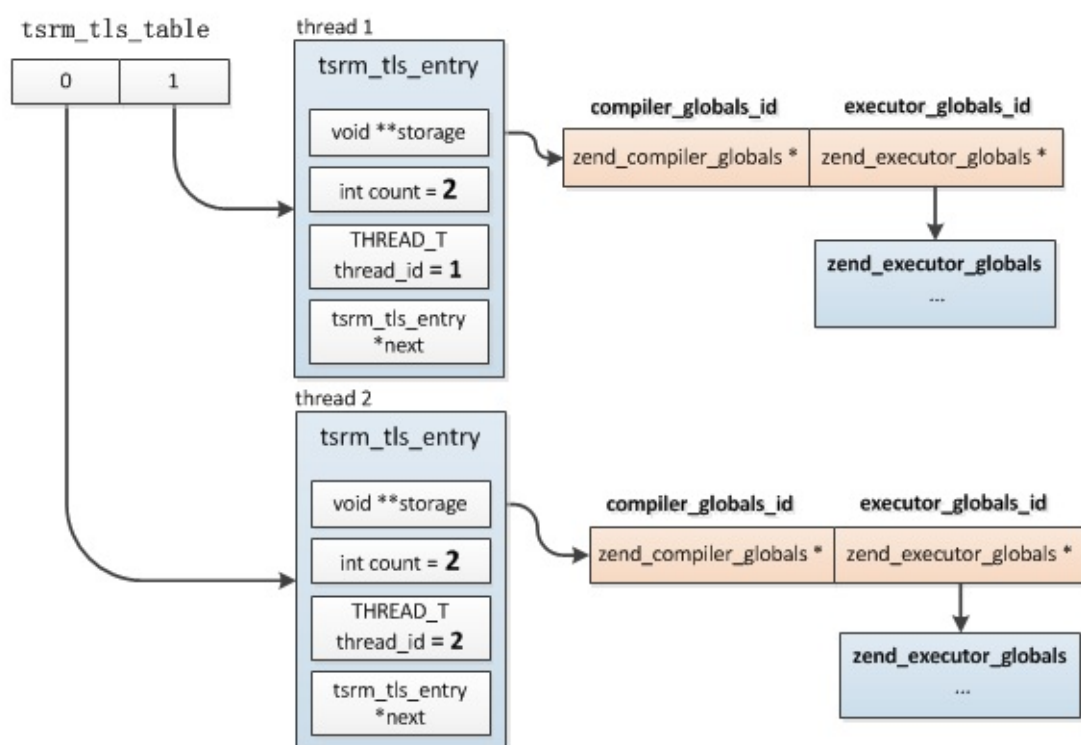 tsrm_tls_table
0 1
thread 1
tsrm_tls_entry
void **storage
int count = 2
THREAD_T
thread_id = 1
tsrm_tls_entry
*next
compiler_globals_id executor_globals_id
zend_compiler_globals * zend_executor_globals *
zend_executor_globals
...
thread 2
tsrm_tls_entry
void **storage
int count = 2
THREAD_T
thread_id = 2
tsrm_tls_entry
*next
compiler_globals_id executor_globals_id
zend_compiler_globals * zend_executor_globals *
zend_executor_globals
...